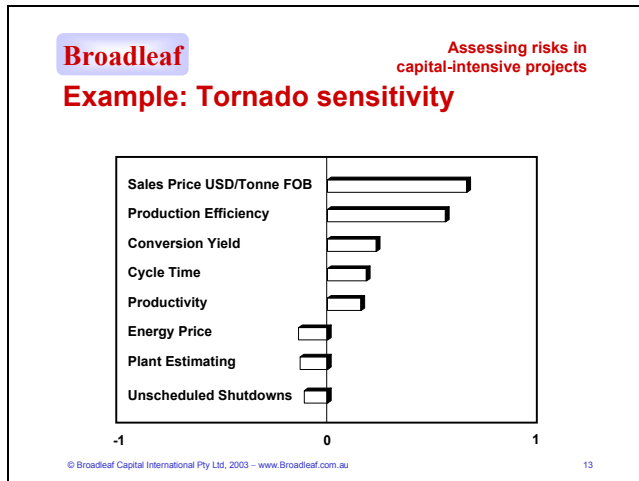 Broadleaf
Assessing risks in
capital-intensive projects
Example: Tornado sensitivity
Sales Price USD/Tonne FOB
Production Efficiency
Conversion Yield
Cycle Time
Productivity
Energy Price
Plant Estimating
Unscheduled Shutdowns
-1 0 1
© Broadleaf Capital International Pty Ltd, 2003 – www.Broadleaf.com.au 13